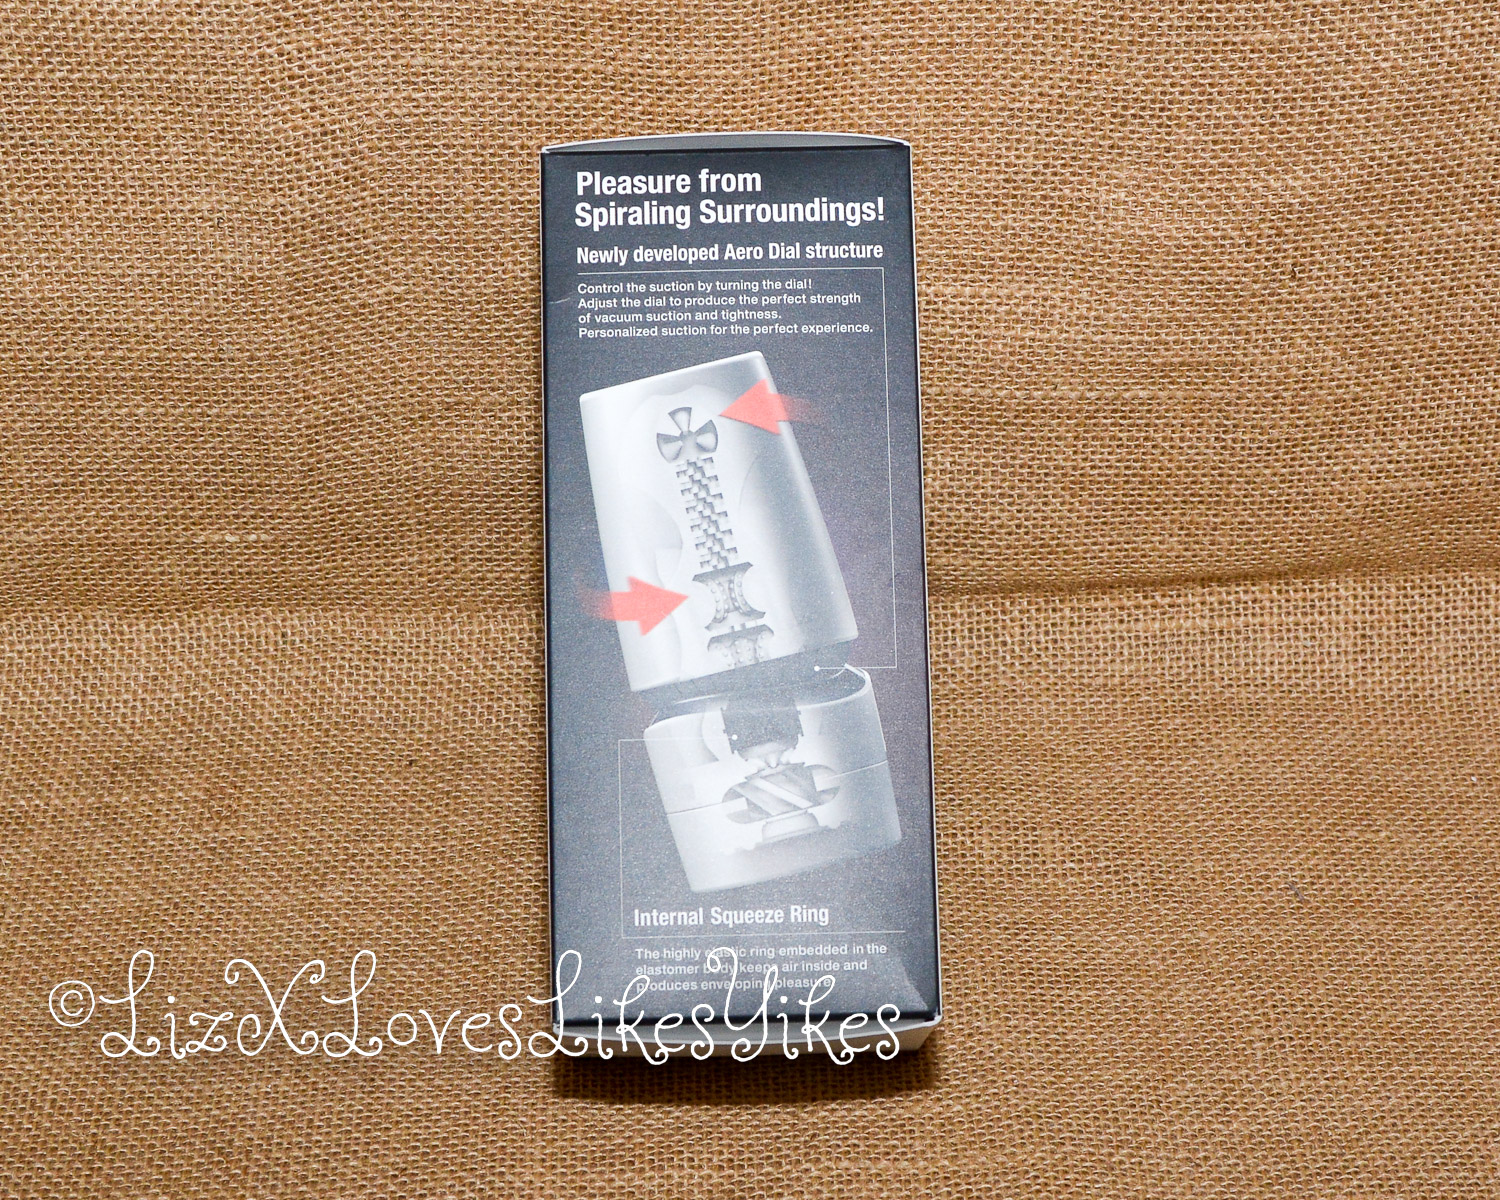 Pleasure from
Spiraling Surroundings!
Newly developed Aero Dial structure
Control the suction by turning the dial!
Adjust the dial to produce the perfect strength
of vacuum suction and tightness.
Personalized suction for the perfect experience.
Internal Squeeze Ring
The highly elastic ring embedded in the
elastomer body keeps air inside and
produces enveloping pleasure.
©LizXLovesLikesYikes